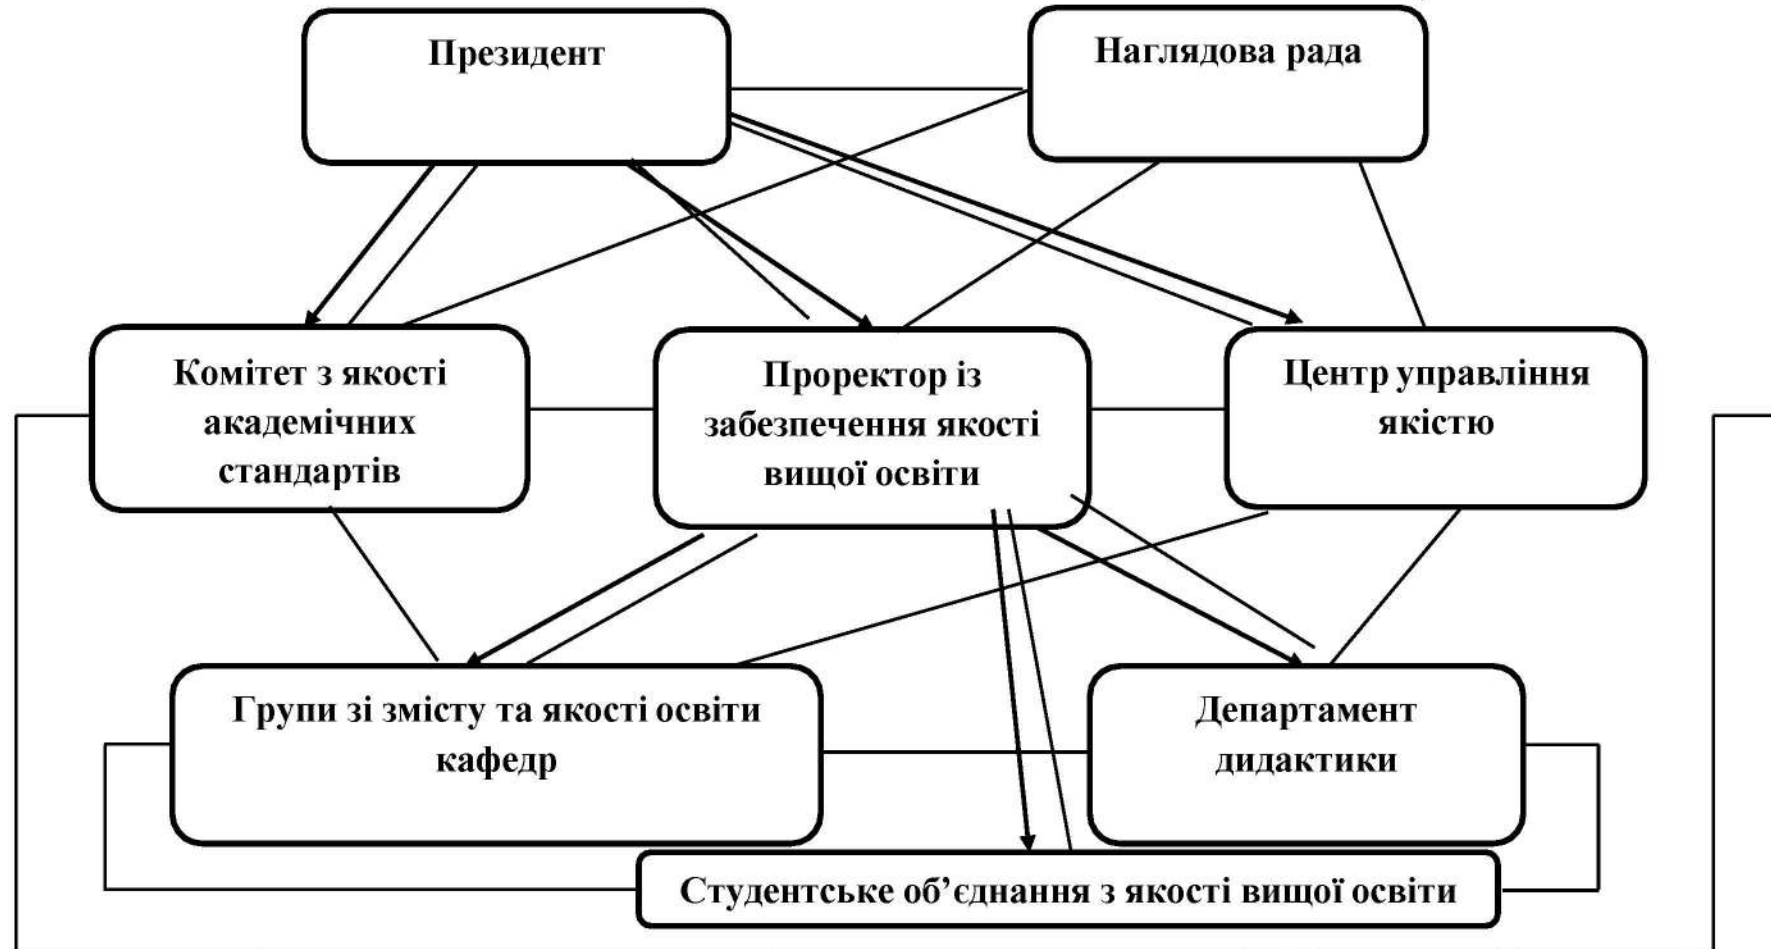 Президент
Наглядова рада
Комітет з якості
академічних
стандартів
Проректор із
забезпечення якості
вищої освіти
Центр управління
якістю
Групи зі змісту та якості освіти
кафедр
Департамент
дидактики
Студентське об’єднання з якості вищої освіти